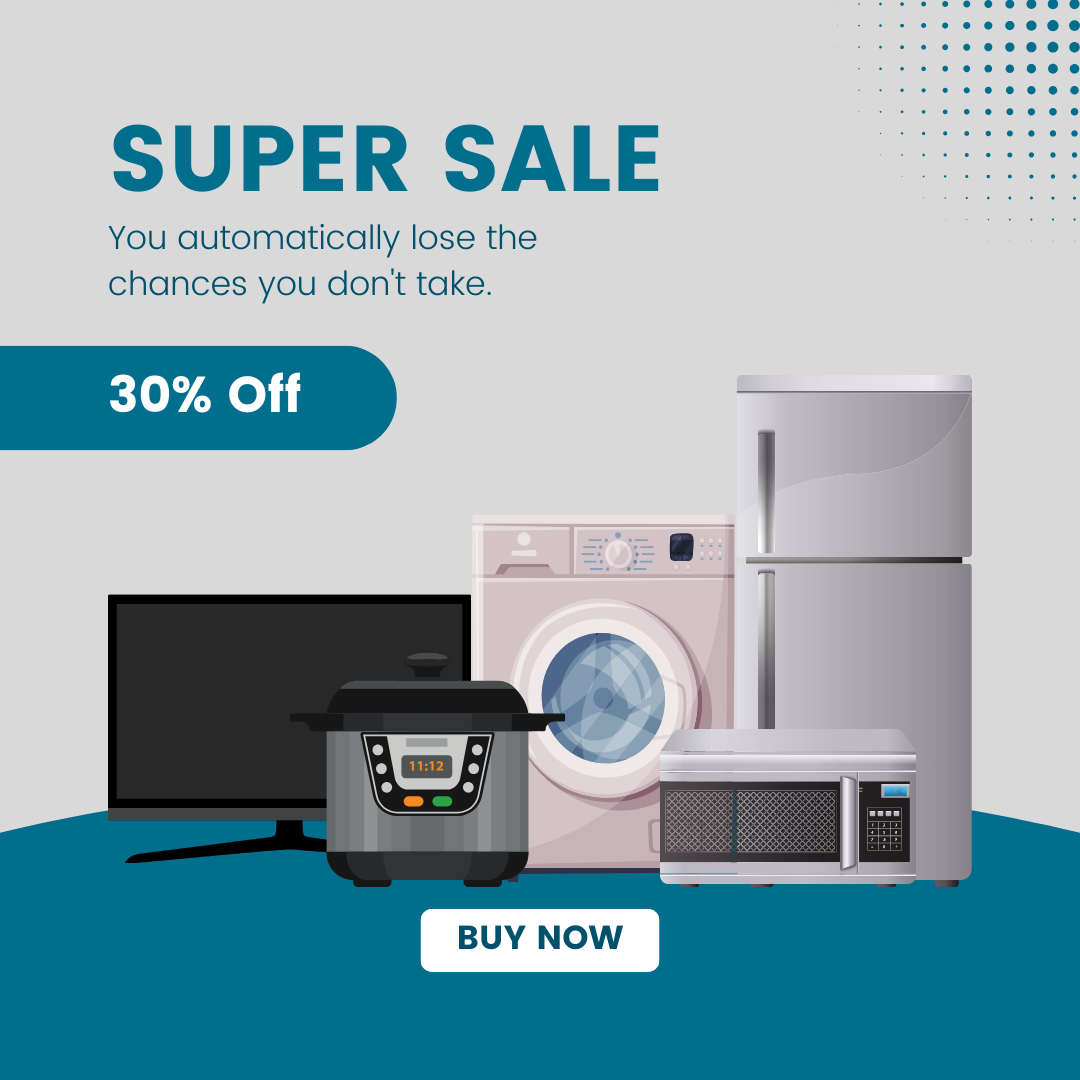 SUPER SALE
You automatically lose the
chances you don't take.
30% Off
11:12
BUY NOW